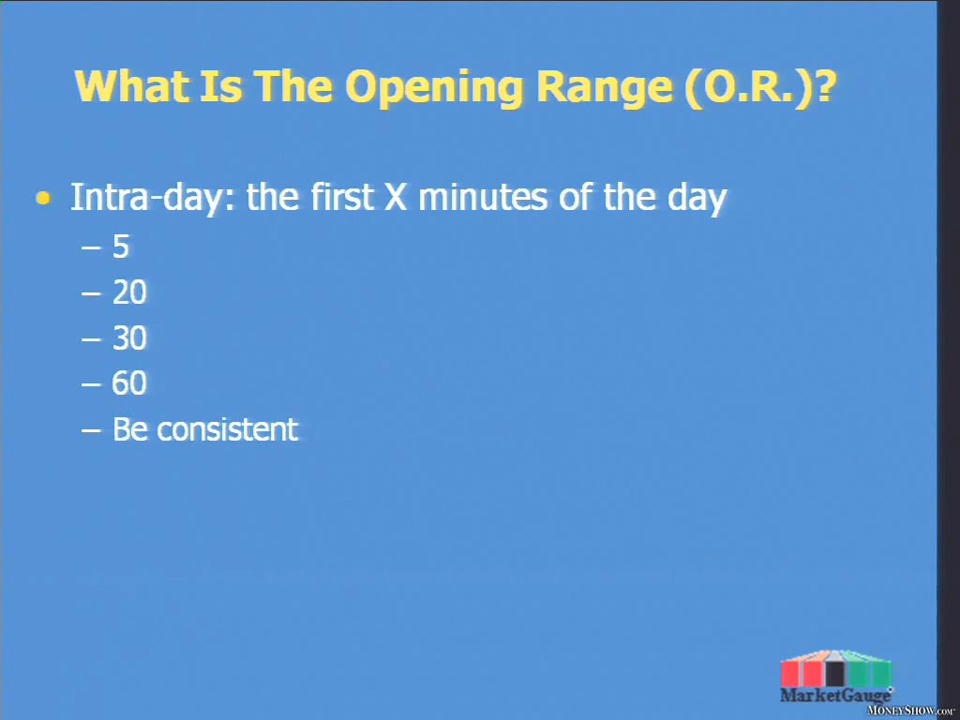 What Is The Opening Range (O.R.)?
• Intra-day: the first X minutes of the day
– 5
– 20
– 30
– 60
– Be consistent
MarketGauge
MONEYSHOW.COM